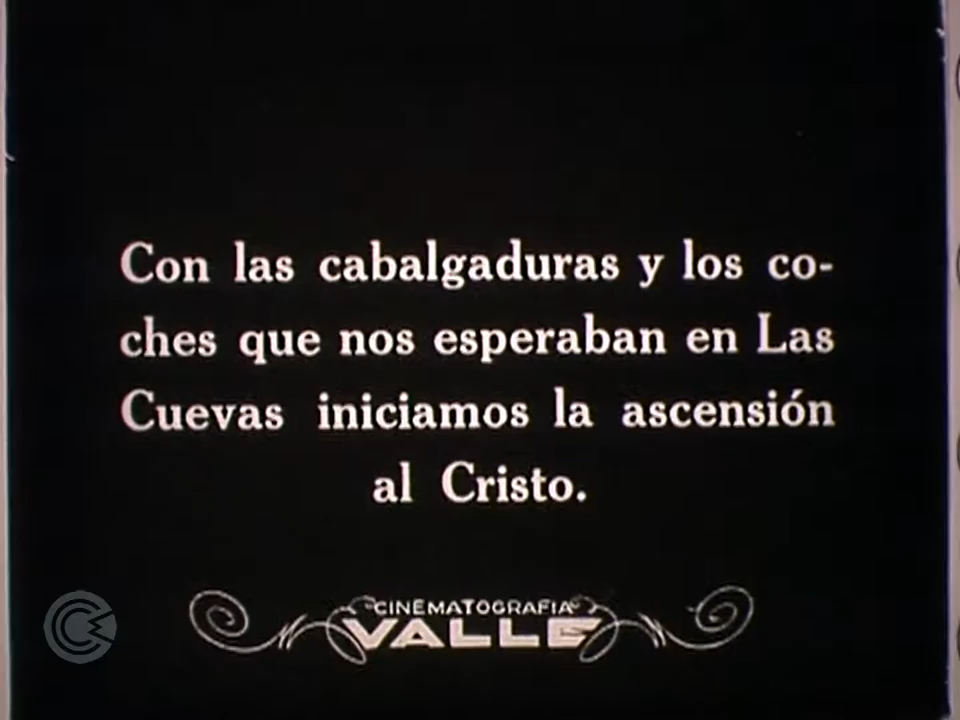 Con las cabalgaduras y los co-
ches que nos esperaban en Las
Cuevas iniciamos la ascensión
al Cristo.
CINEMATOGRAFIA
VALLE